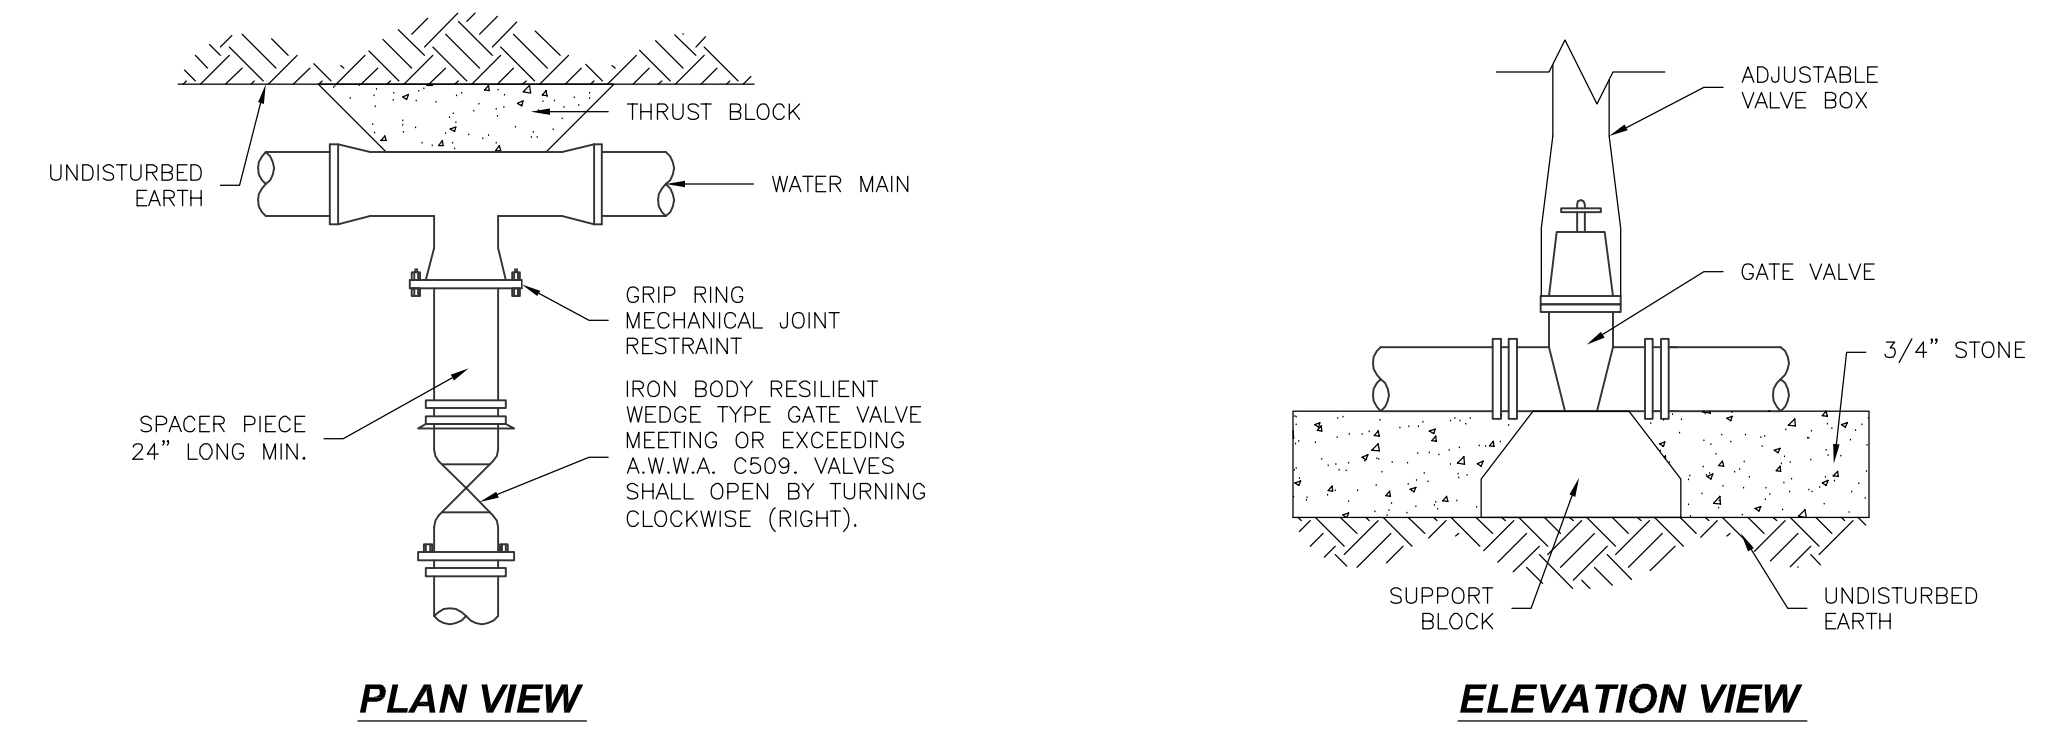 THRUST BLOCK
UNDISTURBED
EARTH
WATER MAIN
GRIP RING
MECHANICAL JOINT
RESTRAINT
SPACER PIECE
24” LONG MIN.
IRON BODY RESILIENT
WEDGE TYPE GATE VALVE
MEETING OR EXCEEDING
A.W.W.A. C509. VALVES
SHALL OPEN BY TURNING
CLOCKWISE (RIGHT).
PLAN VIEW
ADJUSTABLE
VALVE BOX
GATE VALVE
3/4” STONE
SUPPORT
BLOCK
UNDISTURBED
EARTH
ELEVATION VIEW